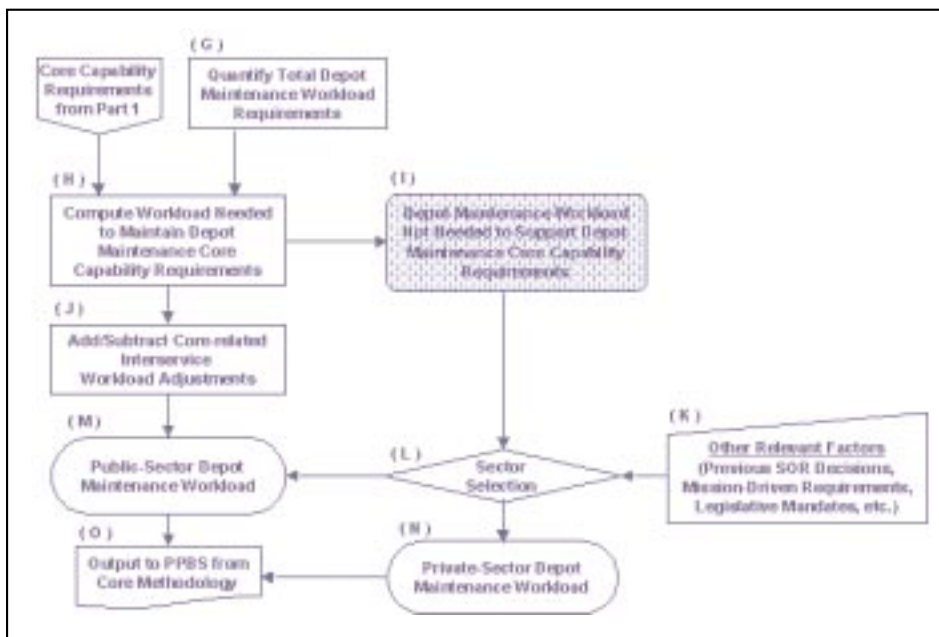 ( G )
Core Capability
Requirements
from Part 1
Quantify Total Depot
Maintenance Workload
Requirements
( H )
Compute Workload Needed
to Maintain Depot
Maintenance Core
Capability Requirements
( I )
Depot Maintenance Workload
Not Needed to Support Depot
Maintenance Core Capability
Requirements
( J )
Add/Subtract Core-related
Interservice
Workload Adjustments
( K )
Other Relevant Factors
(Previous SOR Decisions,
Mission-Driven Requirements,
Legislative Mandates, etc.)
( L )
Sector
Selection
( M )
Public-Sector Depot
Maintenance Workload
( N )
Private-Sector Depot
Maintenance Workload
( O )
Output to PPBS from
Core Methodology